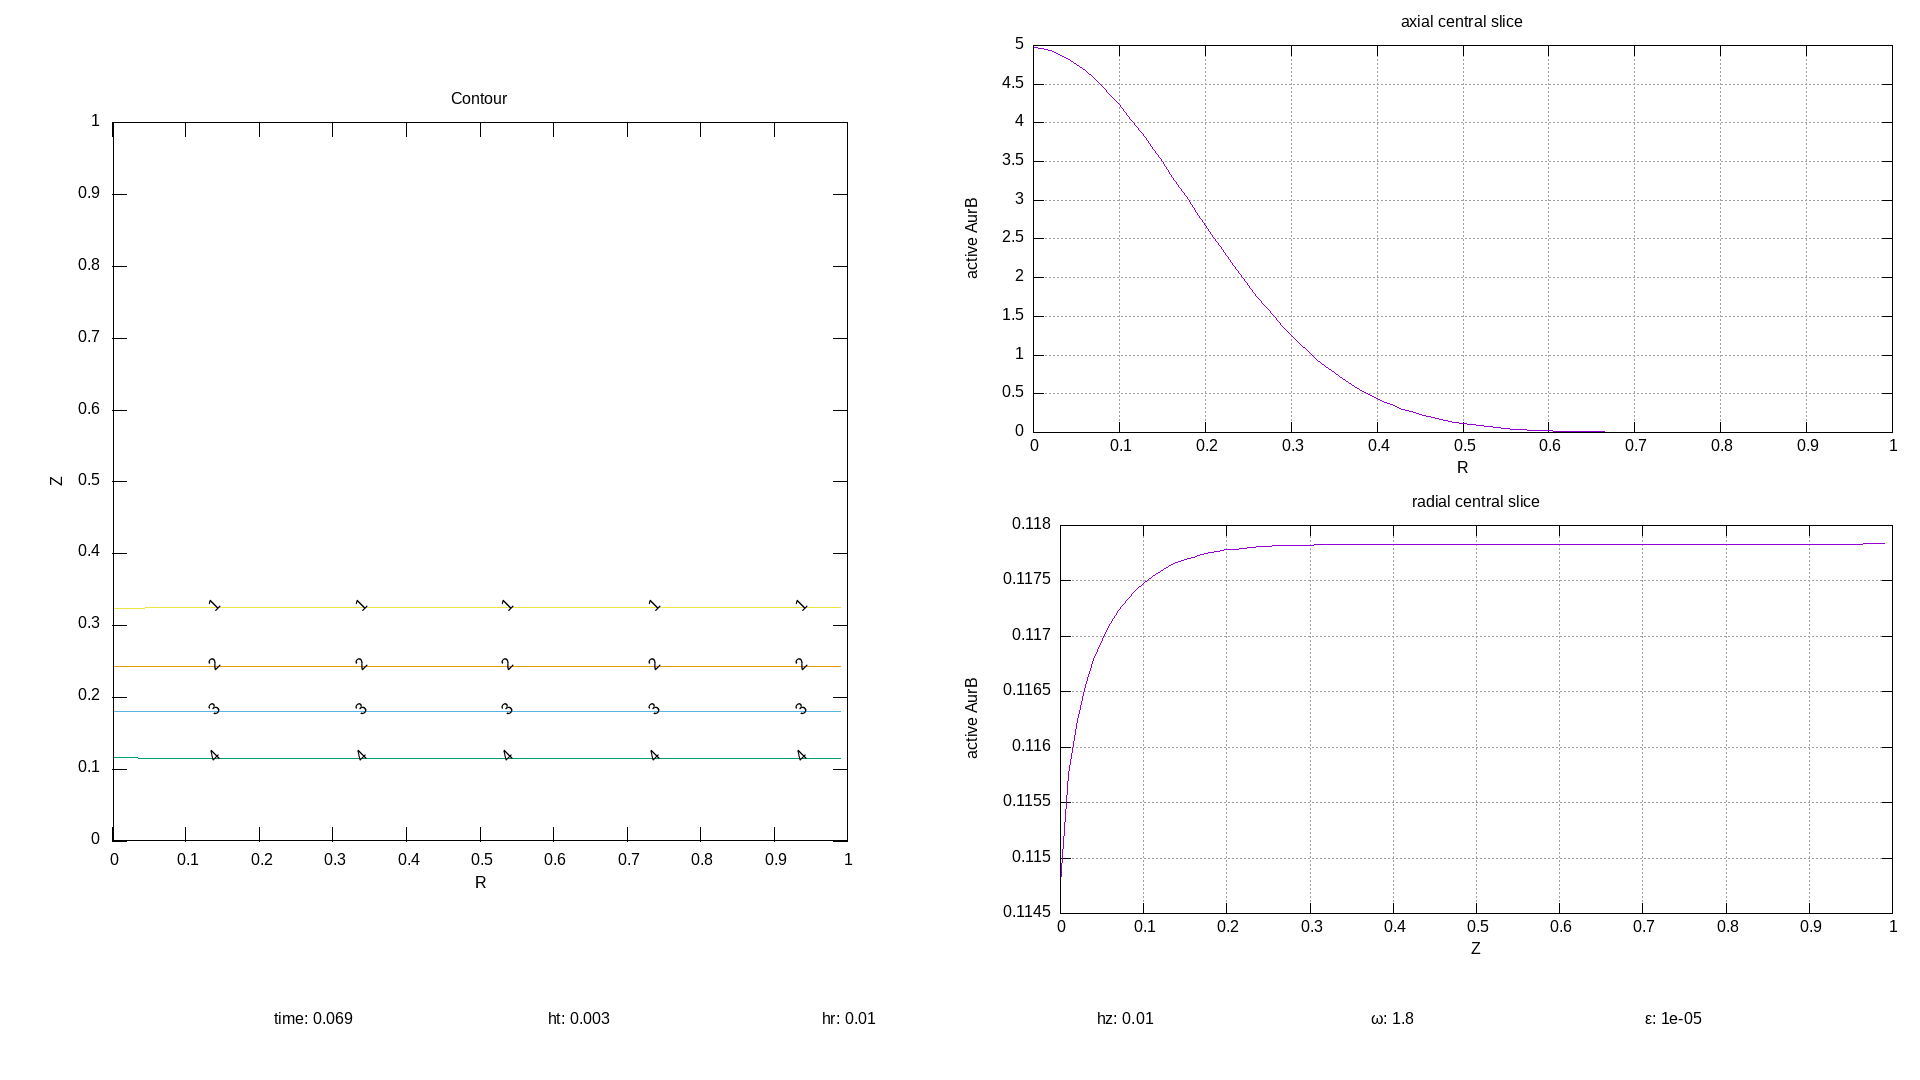 Contour
1
0.9
0.8
0.7
0.6
0.5
0.4
0.3
0.2
0.1
0
Z
1 1 1 1 1
2 2 2 2 2
3 3 3 3 3
4 4 4 4 4
0 0.1 0.2 0.3 0.4 0.5 0.6 0.7 0.8 0.9 1
R
axial central slice
5
4.5
4
3.5
3
2.5
2
1.5
1
0.5
0
active AurB
0 0.1 0.2 0.3 0.4 0.5 0.6 0.7 0.8 0.9 1
R
radial central slice
0.118
0.1175
0.117
0.1165
0.116
0.1155
0.115
0.1145
active AurB
0 0.1 0.2 0.3 0.4 0.5 0.6 0.7 0.8 0.9 1
Z
time: 0.069 ht: 0.003 hr: 0.01 hz: 0.01 ω: 1.8 ε: 1e-05